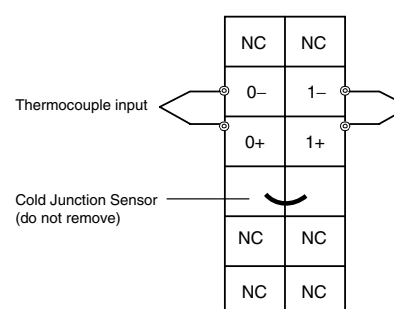 NC NC
0– 1–
Thermocouple input
0+ 1+
Cold Junction Sensor
(do not remove)
NC NC
NC NC